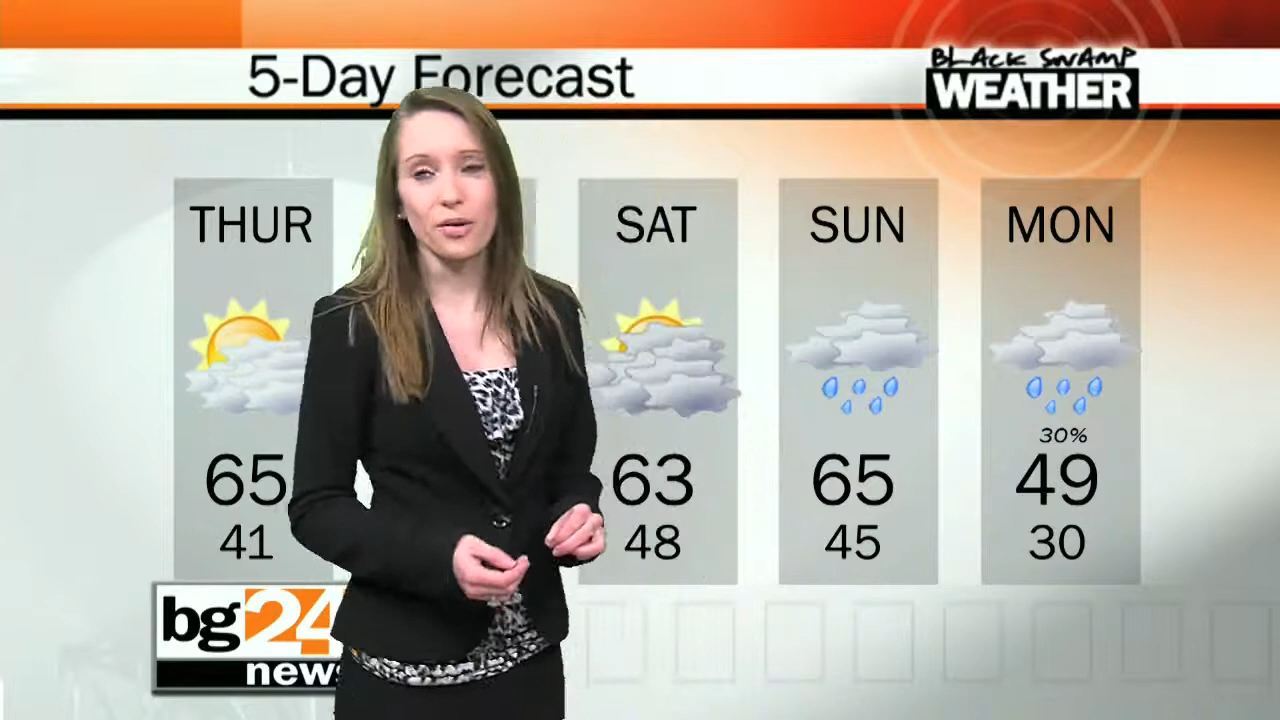 5-Day Forecast
BLACK SWAMP
WEATHER
THUR
SAT
SUN
MON
30%
65
63
65
49
41
48
45
30
bg24
news